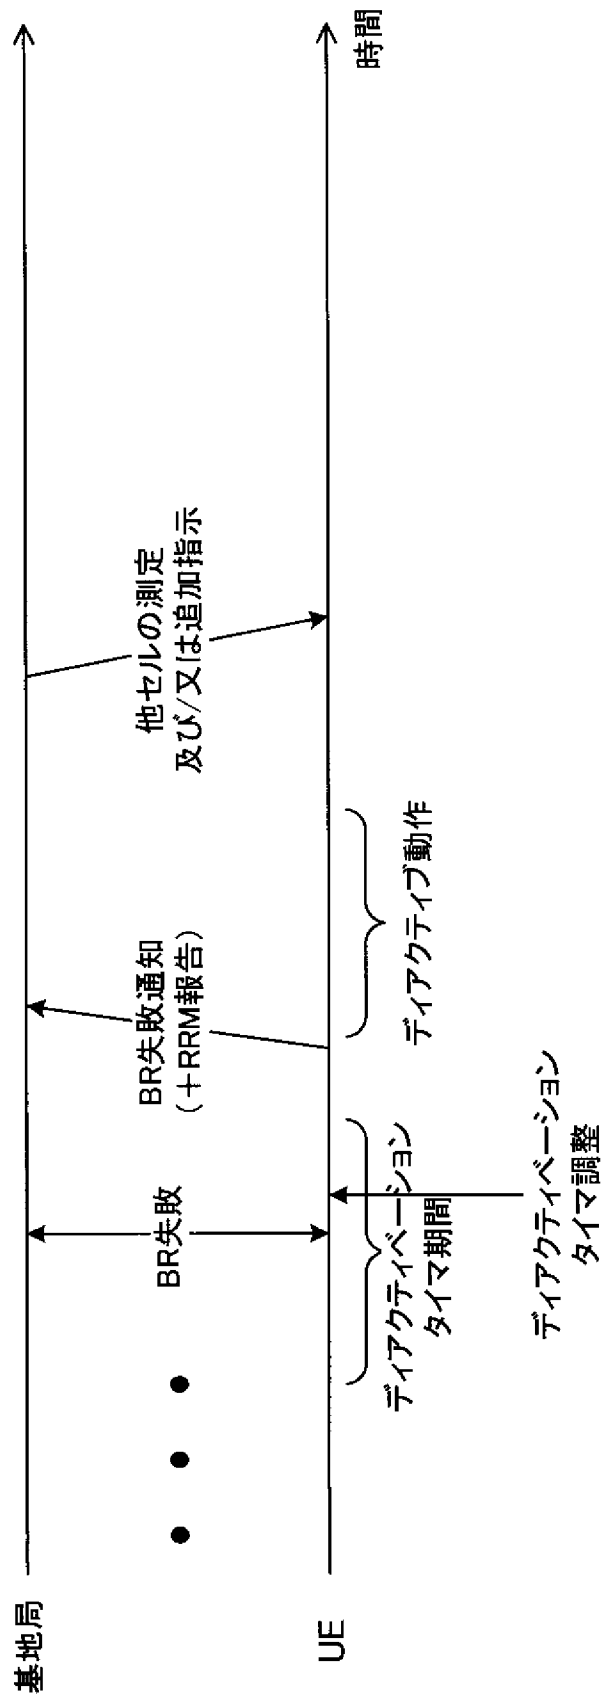 基地局
UE
BR失敗
BR失敗通知
(+RRM報告)
他セルの測定
及び/又は追加指示
ディアクティベーション
タイマ期間
ディアクティブ動作
ディアクティベーション
タイマ調整
時間